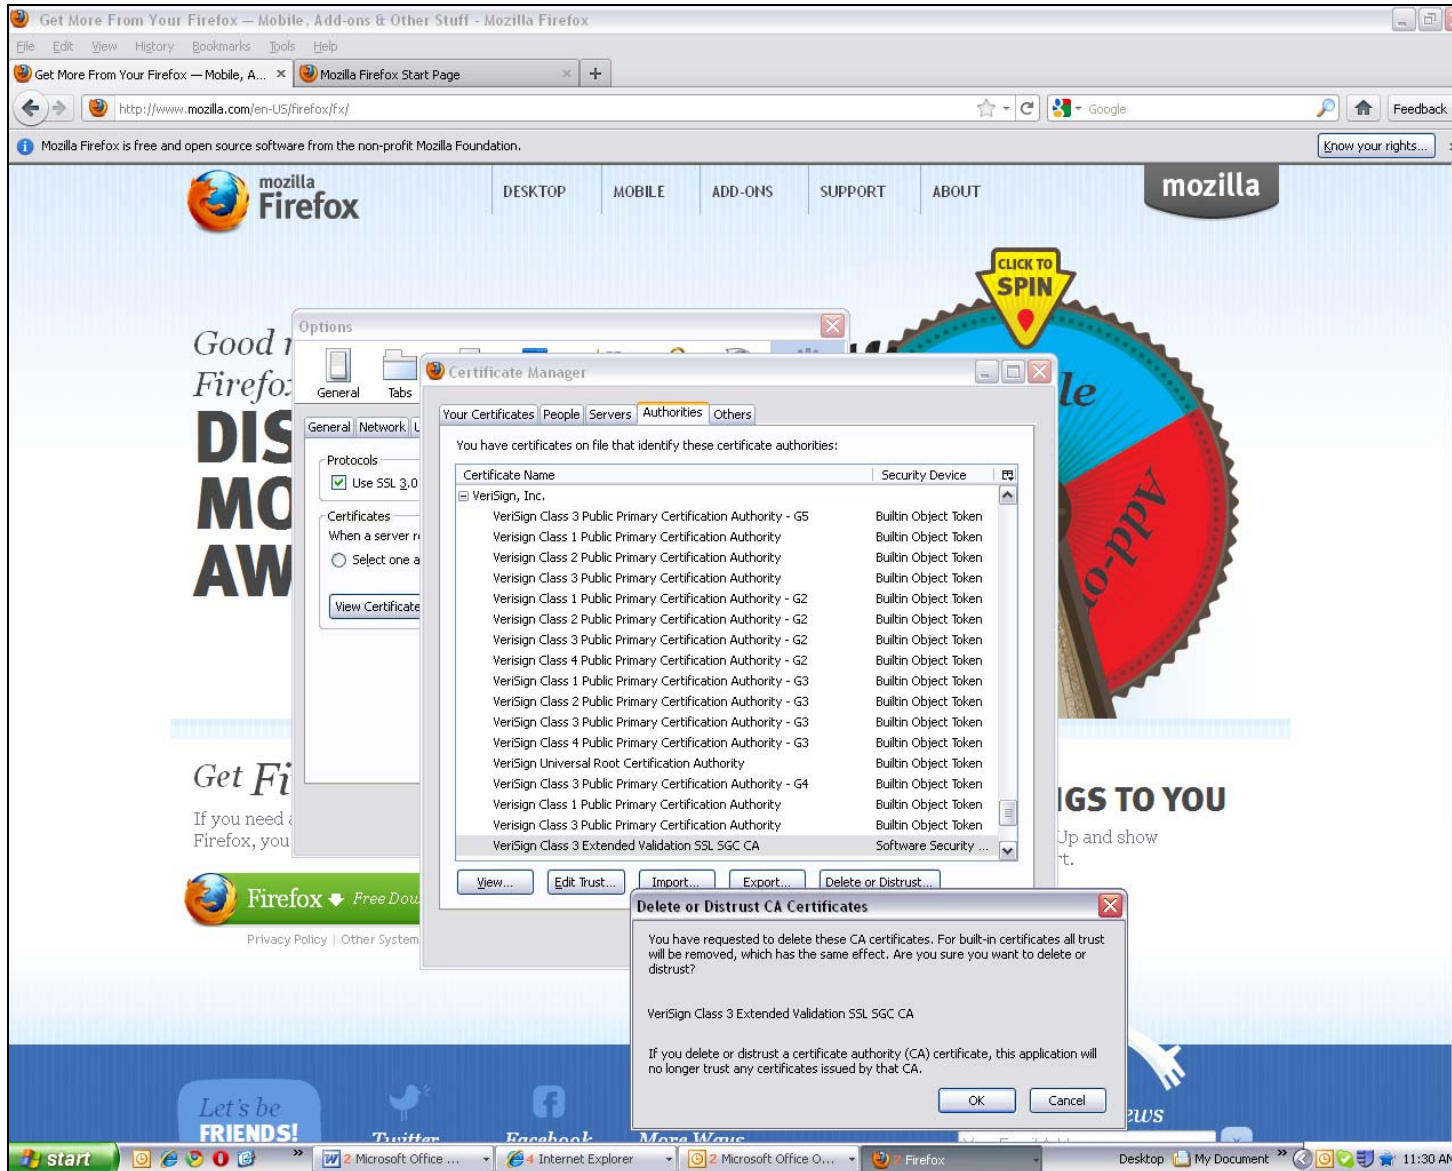 Get More From Your Firefox — Mobile, Add-ons & Other Stuff - Mozilla Firefox
File Edit View History Bookmarks Tools Help
Get More From Your Firefox — Mobile, A... Mozilla Firefox Start Page
http://www.mozilla.com/en-US/firefox/fx/ Google Feedback
Mozilla Firefox is free and open source software from the non-profit Mozilla Foundation. Know your rights...
mozilla
Firefox
DESKTOP MOBILE ADD-ONS SUPPORT ABOUT
mozilla
CLICK TO
SPIN
Good
Options
General Tabs
General Network
Protocols
Use SSL 3.0
Certificates
When a server
Select one a
View Certificate
MO
AW
Add-on
Certificate Manager
Your Certificates People Servers Authorities Others
You have certificates on file that identify these certificate authorities:
Certificate Name Security Device
VeriSign, Inc.
VeriSign Class 3 Public Primary Certification Authority - G5 Builtin Object Token
Verisign Class 1 Public Primary Certification Authority Builtin Object Token
Verisign Class 2 Public Primary Certification Authority Builtin Object Token
Verisign Class 3 Public Primary Certification Authority Builtin Object Token
Verisign Class 1 Public Primary Certification Authority - G2 Builtin Object Token
Verisign Class 2 Public Primary Certification Authority - G2 Builtin Object Token
Verisign Class 3 Public Primary Certification Authority - G2 Builtin Object Token
Verisign Class 4 Public Primary Certification Authority - G2 Builtin Object Token
VeriSign Class 1 Public Primary Certification Authority - G3 Builtin Object Token
VeriSign Class 2 Public Primary Certification Authority - G3 Builtin Object Token
VeriSign Class 3 Public Primary Certification Authority - G3 Builtin Object Token
VeriSign Class 4 Public Primary Certification Authority - G3 Builtin Object Token
VeriSign Universal Root Certification Authority Builtin Object Token
VeriSign Class 3 Public Primary Certification Authority - G4 Builtin Object Token
Verisign Class 1 Public Primary Certification Authority Builtin Object Token
Verisign Class 3 Public Primary Certification Authority Builtin Object Token
VeriSign Class 3 Extended Validation SSL SGC CA Software Security ...
View... Edit Trust... Import... Export... Delete or Distrust...
Get
If you need
Firefox, you
Firefox Free Dow
Privacy Policy | Other System
IGS TO YOU
Up and show
Delete or Distrust CA Certificates
You have requested to delete these CA certificates. For built-in certificates all trust
will be removed, which has the same effect. Are you sure you want to delete or
distrust?
VeriSign Class 3 Extended Validation SSL SGC CA
If you delete or distrust a certificate authority (CA) certificate, this application will
no longer trust any certificates issued by that CA.
OK Cancel
Let's be
FRIENDS!
Twitter Facebook More Ways
start 2 Microsoft Office ... 4 Internet Explorer 2 Microsoft Office O... 2 Firefox Desktop My Document 11:30 AM